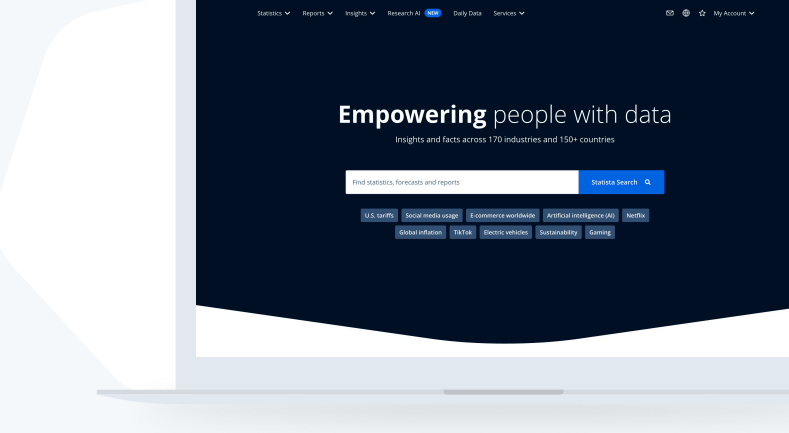 Statistics Reports Insights Research AI NEW Daily Data Services My Account
Empowering people with data
Insights and facts across 170 industries and 150+ countries
Find statistics, forecasts and reports Statista Search
U.S. tariffs Social media usage E-commerce worldwide Artificial intelligence (AI) Netflix
Global inflation TikTok Electric vehicles Sustainability Gaming